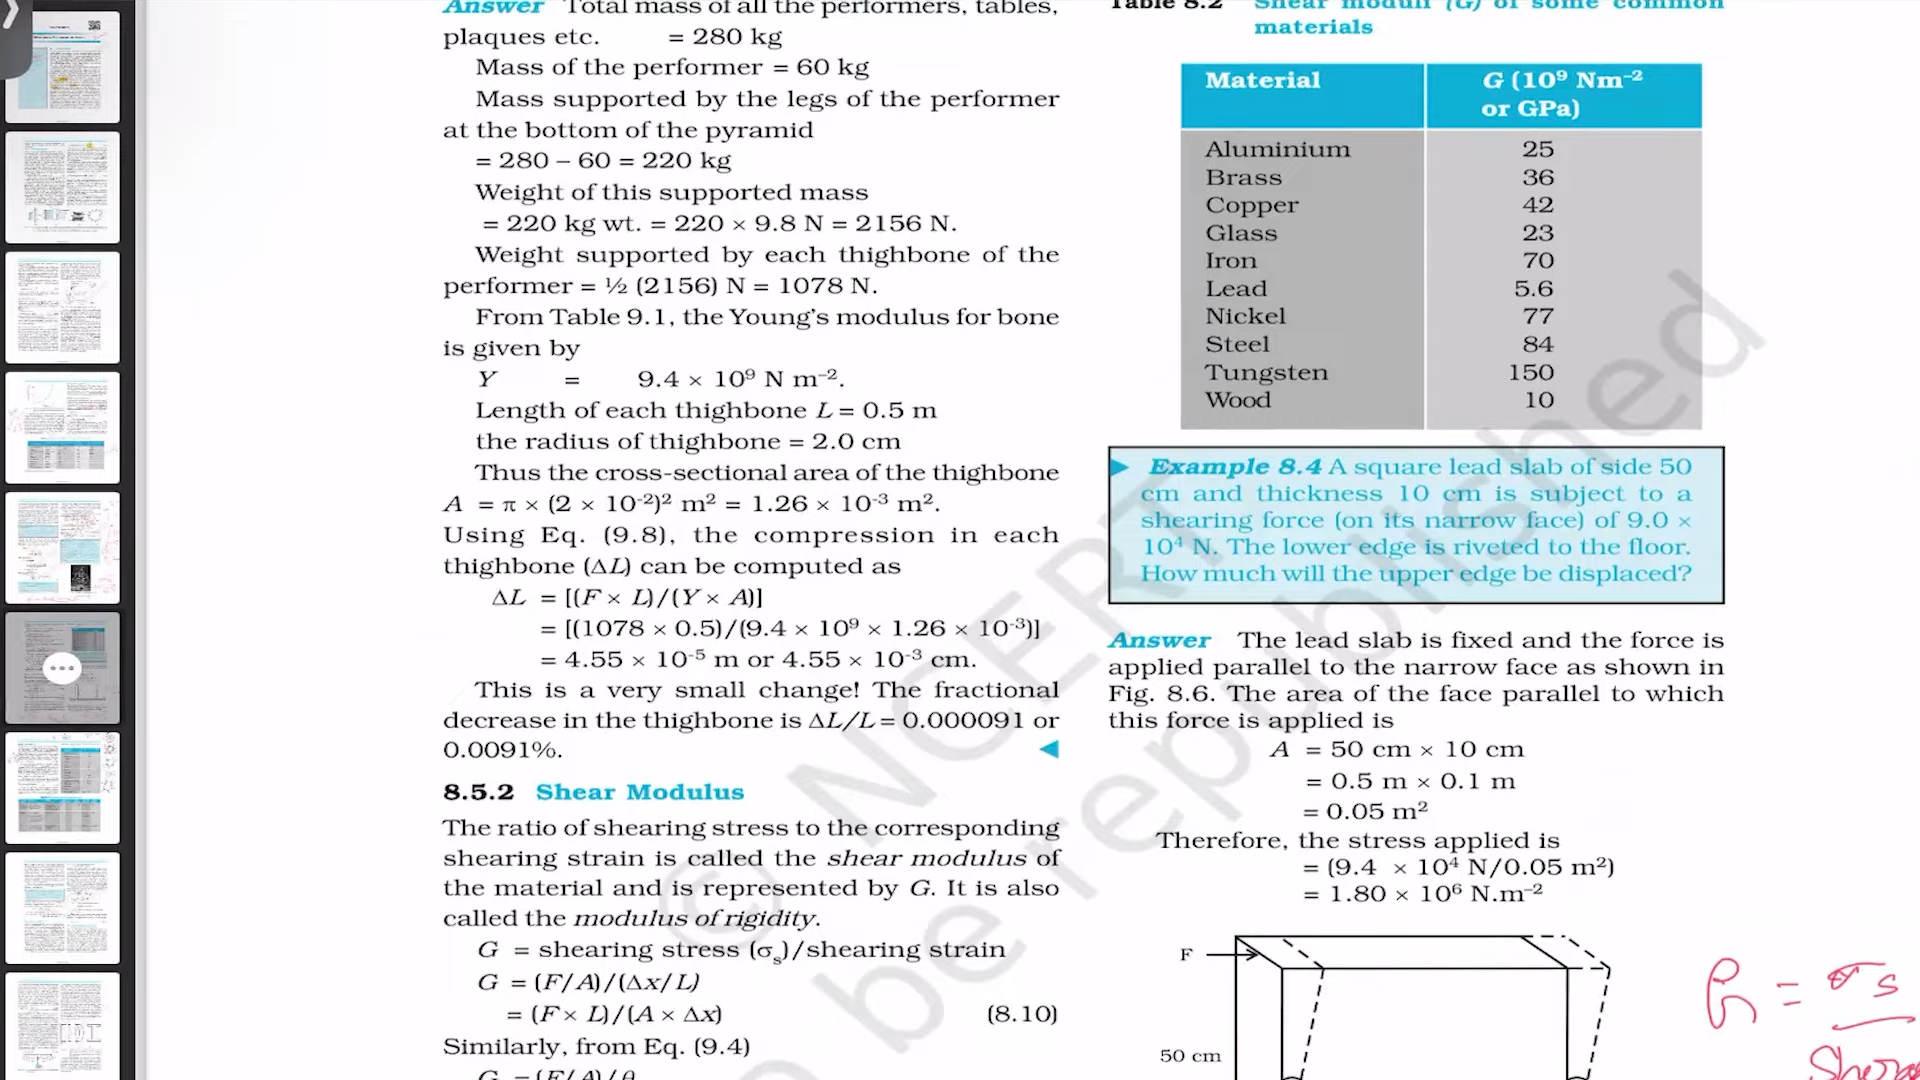 Answer Total mass of all the performers, tables,
plaques etc. = 280 kg
Mass of the performer = 60 kg
Mass supported by the legs of the performer
at the bottom of the pyramid
= 280 – 60 = 220 kg
Weight of this supported mass
= 220 kg wt. = 220 × 9.8 N = 2156 N.
Weight supported by each thighbone of the
performer = ½ (2156) N = 1078 N.
From Table 9.1, the Young's modulus for bone
is given by
Y = 9.4 × 10⁹ N m⁻².
Length of each thighbone L = 0.5 m
the radius of thighbone = 2.0 cm
Thus the cross-sectional area of the thighbone
A = π × (2 × 10⁻²)² m² = 1.26 × 10⁻³ m².
Using Eq. (9.8), the compression in each
thighbone (ΔL) can be computed as
ΔL = [(F × L)/(Y × A)]
= [(1078 × 0.5)/(9.4 × 10⁹ × 1.26 × 10⁻³)]
= 4.55 × 10⁻⁵ m or 4.55 × 10⁻³ cm.
This is a very small change! The fractional
decrease in the thighbone is ΔL/L = 0.000091 or
0.0091%.
8.5.2 Shear Modulus
The ratio of shearing stress to the corresponding
shearing strain is called the shear modulus of
the material and is represented by G. It is also
called the modulus of rigidity.
G = shearing stress (σₛ)/shearing strain
G = (F/A)/(Δx/L)
= (F × L)/(A × Δx) (8.10)
Similarly, from Eq. (9.4)
G = (F/A)/θ
Table 8.2 Shear moduli (G) of some common
materials
Material G (10⁹ Nm⁻²
or GPa)
Aluminium 25
Brass 36
Copper 42
Glass 23
Iron 70
Lead 5.6
Nickel 77
Steel 84
Tungsten 150
Wood 10
Example 8.4 A square lead slab of side 50
cm and thickness 10 cm is subject to a
shearing force (on its narrow face) of 9.0 ×
10⁴ N. The lower edge is riveted to the floor.
How much will the upper edge be displaced?
Answer The lead slab is fixed and the force is
applied parallel to the narrow face as shown in
Fig. 8.6. The area of the face parallel to which
this force is applied is
A = 50 cm × 10 cm
= 0.5 m × 0.1 m
= 0.05 m²
Therefore, the stress applied is
= (9.4 × 10⁴ N/0.05 m²)
= 1.80 × 10⁶ N.m⁻²
F
50 cm
G = σs
© NCERT
be republished